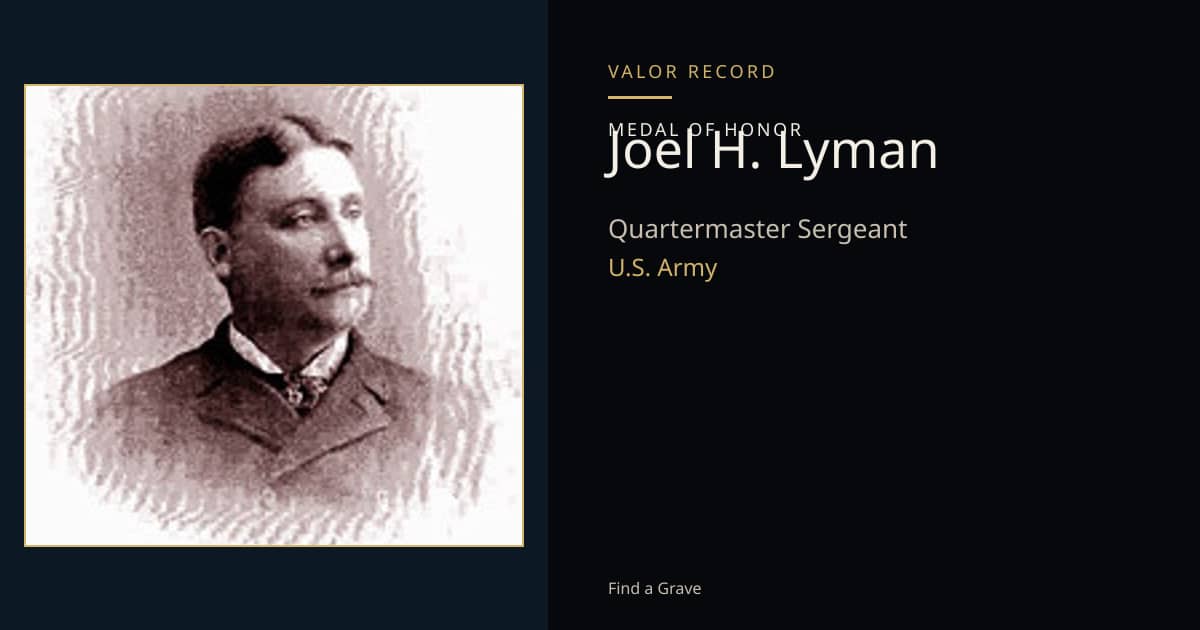 VALOR RECORD
MEDAL OF HONOR
Joel H. Lyman
Quartermaster Sergeant
U.S. Army
Find a Grave